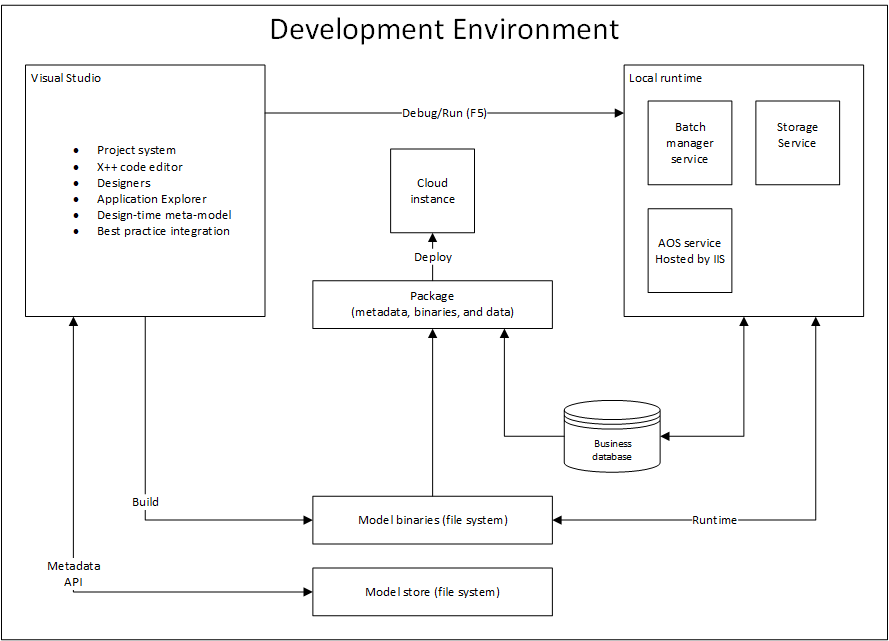 Development Environment
Visual Studio
Project system
X++ code editor
Designers
Application Explorer
Design-time meta-model
Best practice integration
Debug/Run (F5)
Local runtime
Batch
manager
service
Storage
Service
AOS service
Hosted by IIS
Cloud
instance
Deploy
Package
(metadata, binaries, and data)
Business
database
Build
Model binaries (file system)
Runtime
Metadata
API
Model store (file system)